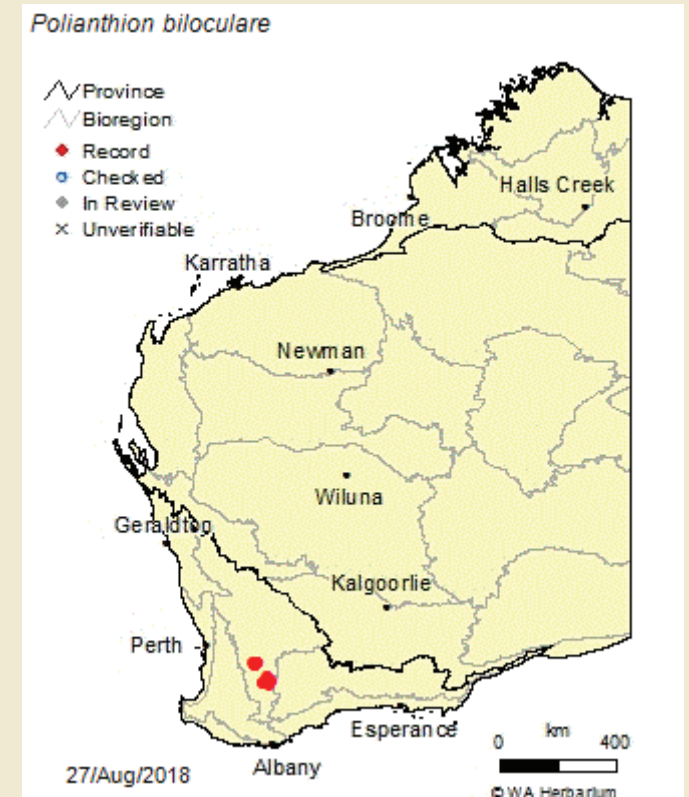 Polianthion biloculare
Province
Bioregion
Record
Checked
In Review
Unverifiable
Halls Creek
Broome
Karratha
Newman
Wiluna
Geraldton
Kalgoorlie
Perth
Esperance
Albany
0 km 400
27/Aug/2018
© WA Herbarium